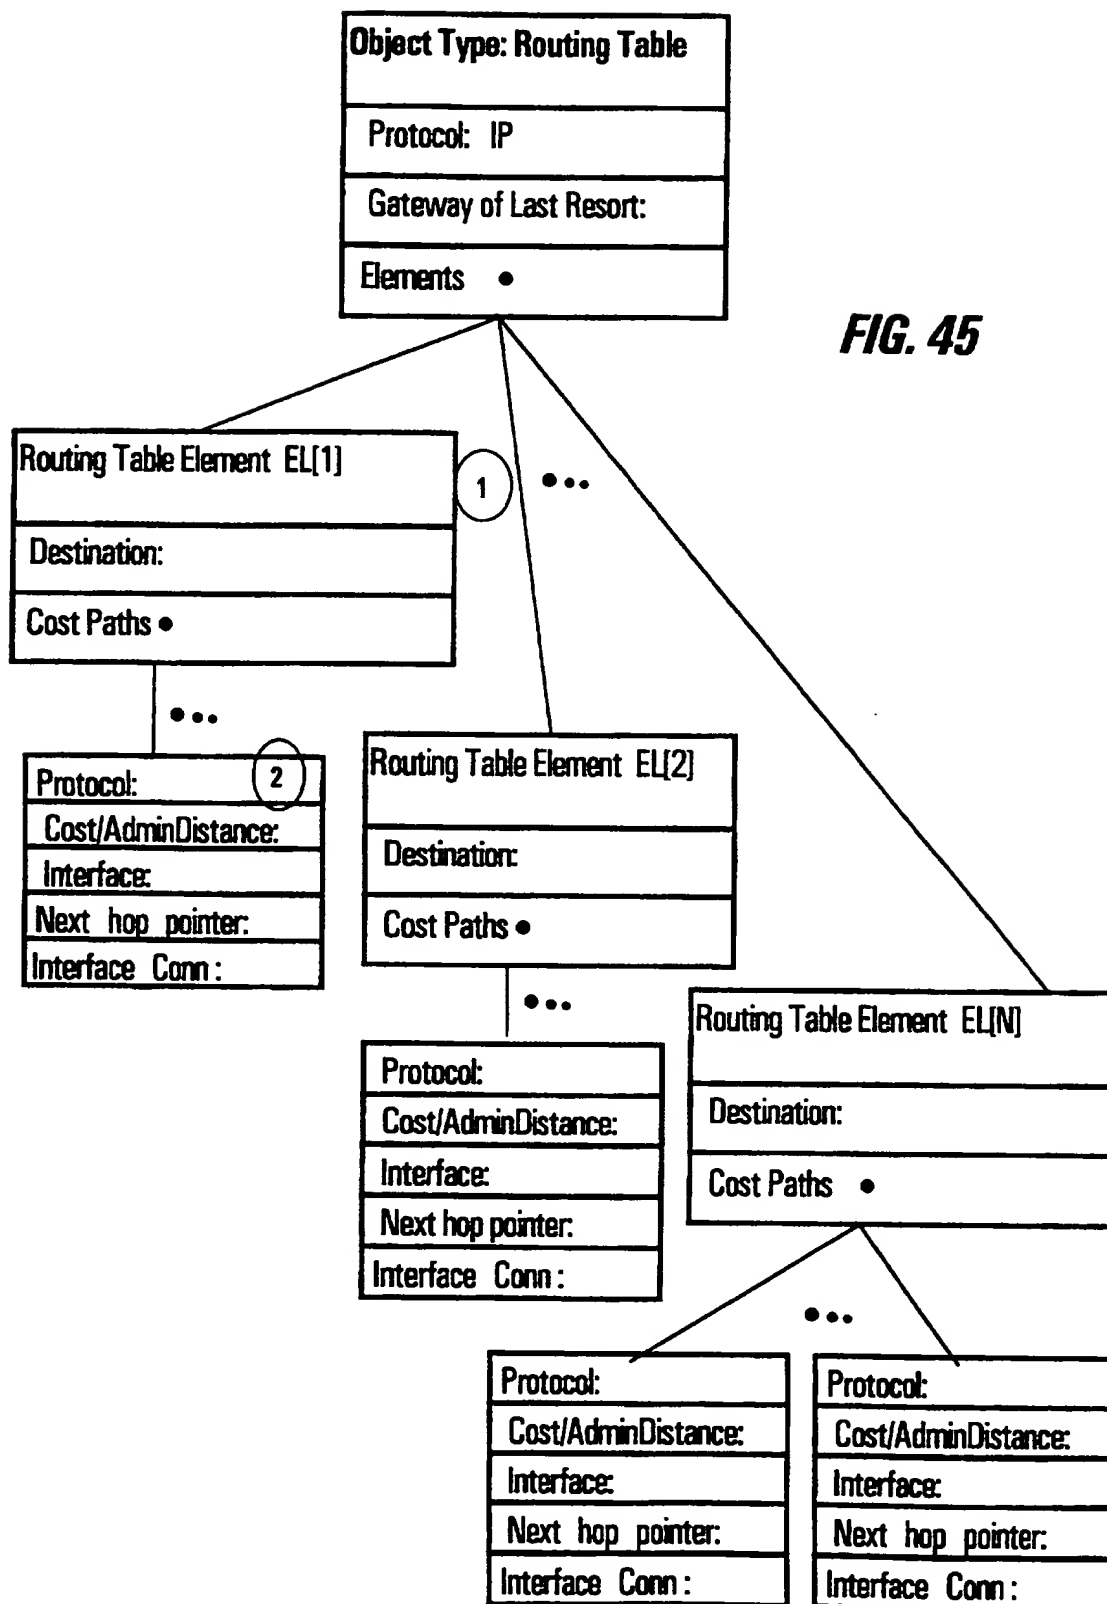 Object Type: Routing Table
Protocol: IP
Gateway of Last Resort:
Elements •
FIG. 45
Routing Table Element EL[1]
1
Destination:
Cost Paths •
2
Protocol:
Cost/AdminDistance:
Interface:
Next hop pointer:
Interface Conn :
Routing Table Element EL[2]
Destination:
Cost Paths •
Protocol:
Cost/AdminDistance:
Interface:
Next hop pointer:
Interface Conn :
Routing Table Element EL[N]
Destination:
Cost Paths •
Protocol:
Cost/AdminDistance:
Interface:
Next hop pointer:
Interface Conn :
Protocol:
Cost/AdminDistance:
Interface:
Next hop pointer:
Interface Conn :